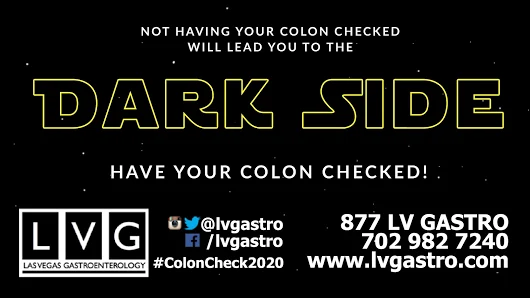 NOT HAVING YOUR COLON CHECKED
WILL LEAD YOU TO THE
DARK SIDE
HAVE YOUR COLON CHECKED!
LVG
LAS VEGAS GASTROENTEROLOGY
@lvgastro
/lvgastro
#ColonCheck2020
877 LV GASTRO
702 982 7240
www.lvgastro.com